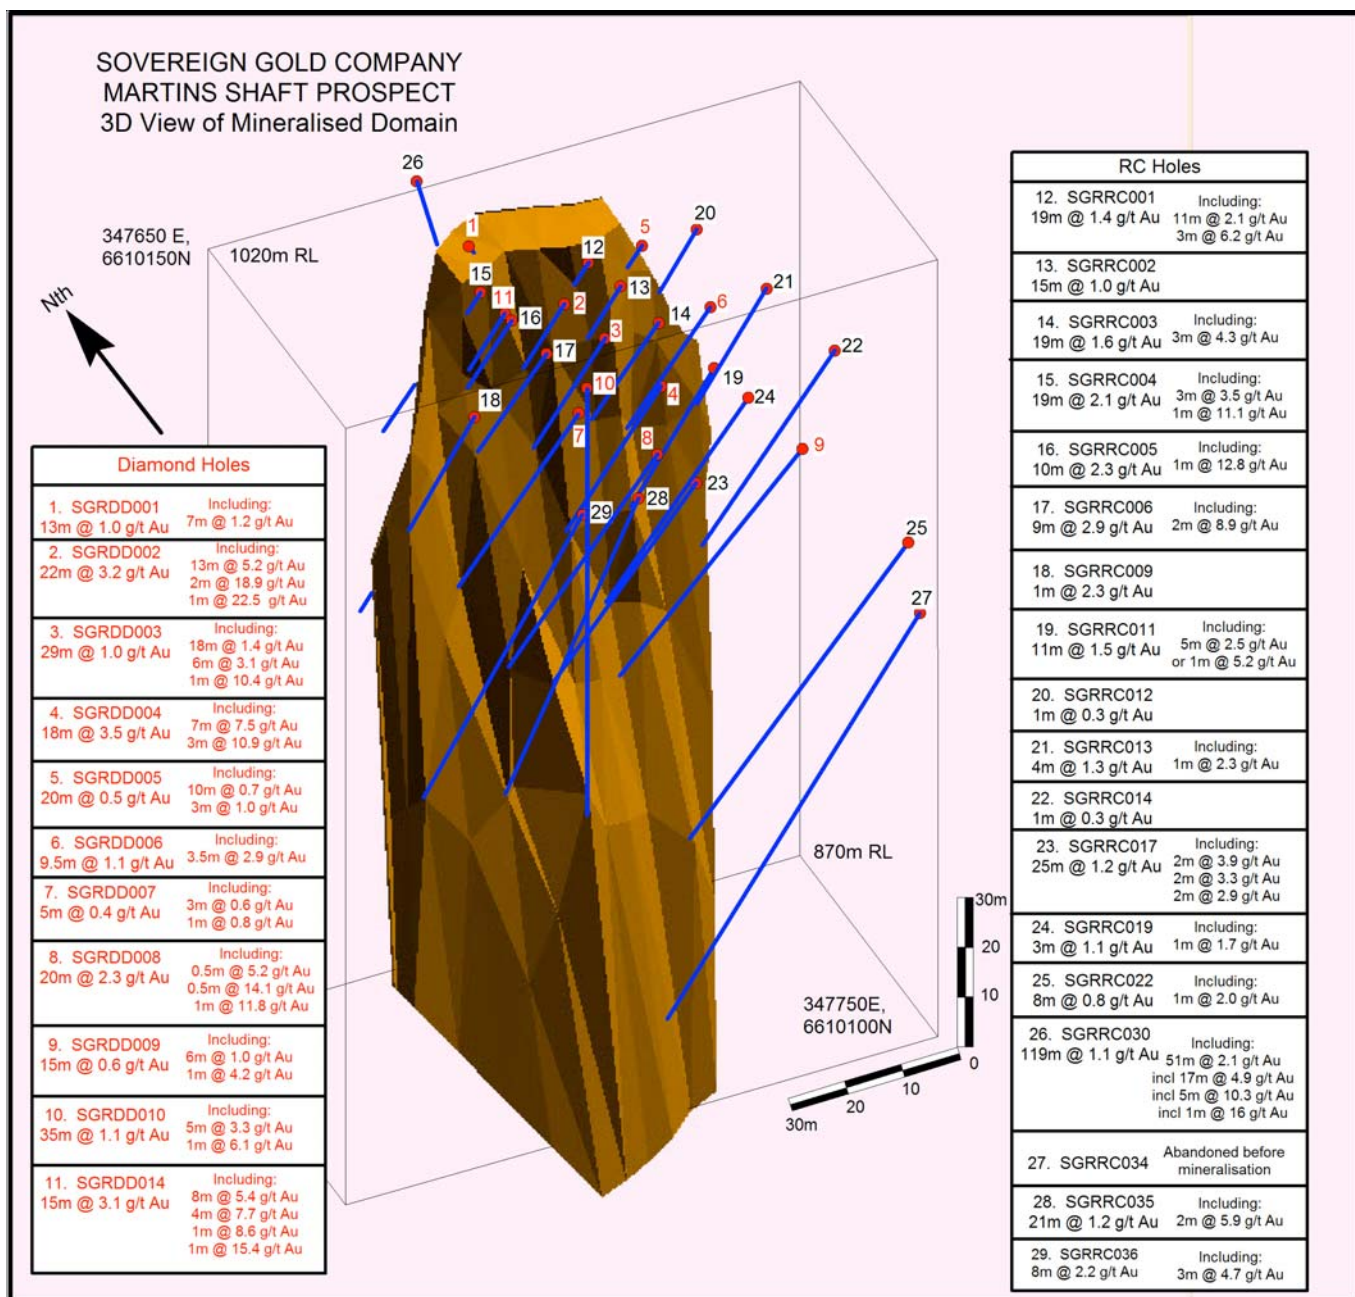 SOVEREIGN GOLD COMPANY
MARTINS SHAFT PROSPECT
3D View of Mineralised Domain
347650 E,
6610150N
1020m RL
Nth
26
1
5
20
12
15
11
16
2
13
21
14
6
3
17
22
19
10
4
24
18
7
8
9
23
28
29
25
27
870m RL
347750E,
6610100N
30m
20
10
0
10
20
30m
Diamond Holes
1. SGRDD001
13m @ 1.0 g/t Au
Including:
7m @ 1.2 g/t Au
2. SGRDD002
22m @ 3.2 g/t Au
Including:
13m @ 5.2 g/t Au
2m @ 18.9 g/t Au
1m @ 22.5 g/t Au
3. SGRDD003
29m @ 1.0 g/t Au
Including:
18m @ 1.4 g/t Au
6m @ 3.1 g/t Au
1m @ 10.4 g/t Au
4. SGRDD004
18m @ 3.5 g/t Au
Including:
7m @ 7.5 g/t Au
3m @ 10.9 g/t Au
5. SGRDD005
20m @ 0.5 g/t Au
Including:
10m @ 0.7 g/t Au
3m @ 1.0 g/t Au
6. SGRDD006
9.5m @ 1.1 g/t Au
Including:
3.5m @ 2.9 g/t Au
7. SGRDD007
5m @ 0.4 g/t Au
Including:
3m @ 0.6 g/t Au
1m @ 0.8 g/t Au
8. SGRDD008
20m @ 2.3 g/t Au
Including:
0.5m @ 5.2 g/t Au
0.5m @ 14.1 g/t Au
1m @ 11.8 g/t Au
9. SGRDD009
15m @ 0.6 g/t Au
Including:
6m @ 1.0 g/t Au
1m @ 4.2 g/t Au
10. SGRDD010
35m @ 1.1 g/t Au
Including:
5m @ 3.3 g/t Au
1m @ 6.1 g/t Au
11. SGRDD014
15m @ 3.1 g/t Au
Including:
8m @ 5.4 g/t Au
4m @ 7.7 g/t Au
1m @ 8.6 g/t Au
1m @ 15.4 g/t Au
RC Holes
12. SGRRC001
19m @ 1.4 g/t Au
Including:
11m @ 2.1 g/t Au
3m @ 6.2 g/t Au
13. SGRRC002
15m @ 1.0 g/t Au
14. SGRRC003
19m @ 1.6 g/t Au
Including:
3m @ 4.3 g/t Au
15. SGRRC004
19m @ 2.1 g/t Au
Including:
3m @ 3.5 g/t Au
1m @ 11.1 g/t Au
16. SGRRC005
10m @ 2.3 g/t Au
Including:
1m @ 12.8 g/t Au
17. SGRRC006
9m @ 2.9 g/t Au
Including:
2m @ 8.9 g/t Au
18. SGRRC009
1m @ 2.3 g/t Au
19. SGRRC011
11m @ 1.5 g/t Au
Including:
5m @ 2.5 g/t Au
or 1m @ 5.2 g/t Au
20. SGRRC012
1m @ 0.3 g/t Au
21. SGRRC013
4m @ 1.3 g/t Au
Including:
1m @ 2.3 g/t Au
22. SGRRC014
1m @ 0.3 g/t Au
23. SGRRC017
25m @ 1.2 g/t Au
Including:
2m @ 3.9 g/t Au
2m @ 3.3 g/t Au
2m @ 2.9 g/t Au
24. SGRRC019
3m @ 1.1 g/t Au
Including:
1m @ 1.7 g/t Au
25. SGRRC022
8m @ 0.8 g/t Au
Including:
1m @ 2.0 g/t Au
26. SGRRC030
119m @ 1.1 g/t Au
Including:
51m @ 2.1 g/t Au
incl 17m @ 4.9 g/t Au
incl 5m @ 10.3 g/t Au
incl 1m @ 16 g/t Au
27. SGRRC034
Abandoned before
mineralisation
28. SGRRC035
21m @ 1.2 g/t Au
Including:
2m @ 5.9 g/t Au
29. SGRRC036
8m @ 2.2 g/t Au
Including:
3m @ 4.7 g/t Au